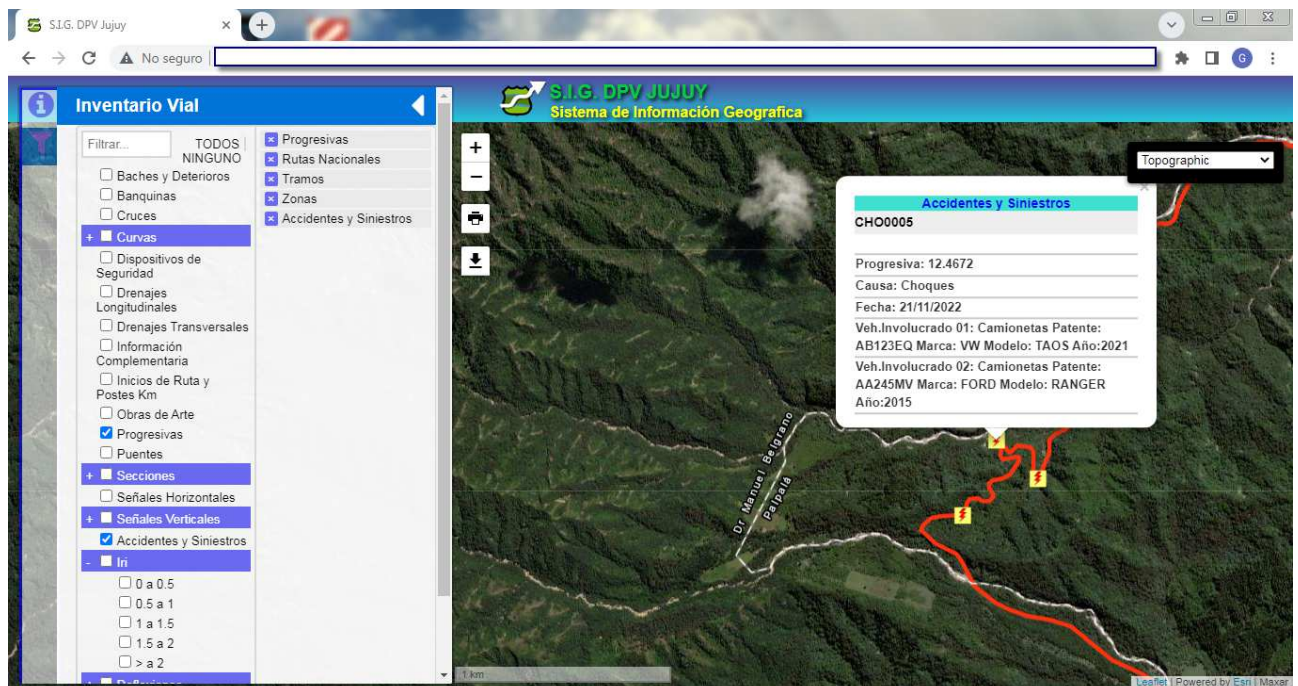 S.I.G. DPV Jujuy
No seguro
G
Inventario Vial
S.I.G. DPV JUJUY
Sistema de Información Geografica
Filtrar...
TODOS
NINGUNO
Baches y Deterioros
Banquinas
Cruces
+ Curvas
Dispositivos de
Seguridad
Drenajes
Longitudinales
Drenajes Transversales
Información
Complementaria
Inicios de Ruta y
Postes Km
Obras de Arte
Progresivas
Puentes
+ Secciones
Señales Horizontales
+ Señales Verticales
Accidentes y Siniestros
- Iri
0 a 0.5
0.5 a 1
1 a 1.5
1.5 a 2
> a 2
Progresivas
Rutas Nacionales
Tramos
Zonas
Accidentes y Siniestros
+
−
Topographic
Accidentes y Siniestros
CHO0005
Progresiva: 12.4672
Causa: Choques
Fecha: 21/11/2022
Veh.Involucrado 01: Camionetas Patente:
AB123EQ Marca: VW Modelo: TAOS Año:2021
Veh.Involucrado 02: Camionetas Patente:
AA245MV Marca: FORD Modelo: RANGER
Año:2015
Dr Manuel Belgrano
Palpalá
1 km
Leaflet | Powered by Esri | Maxar